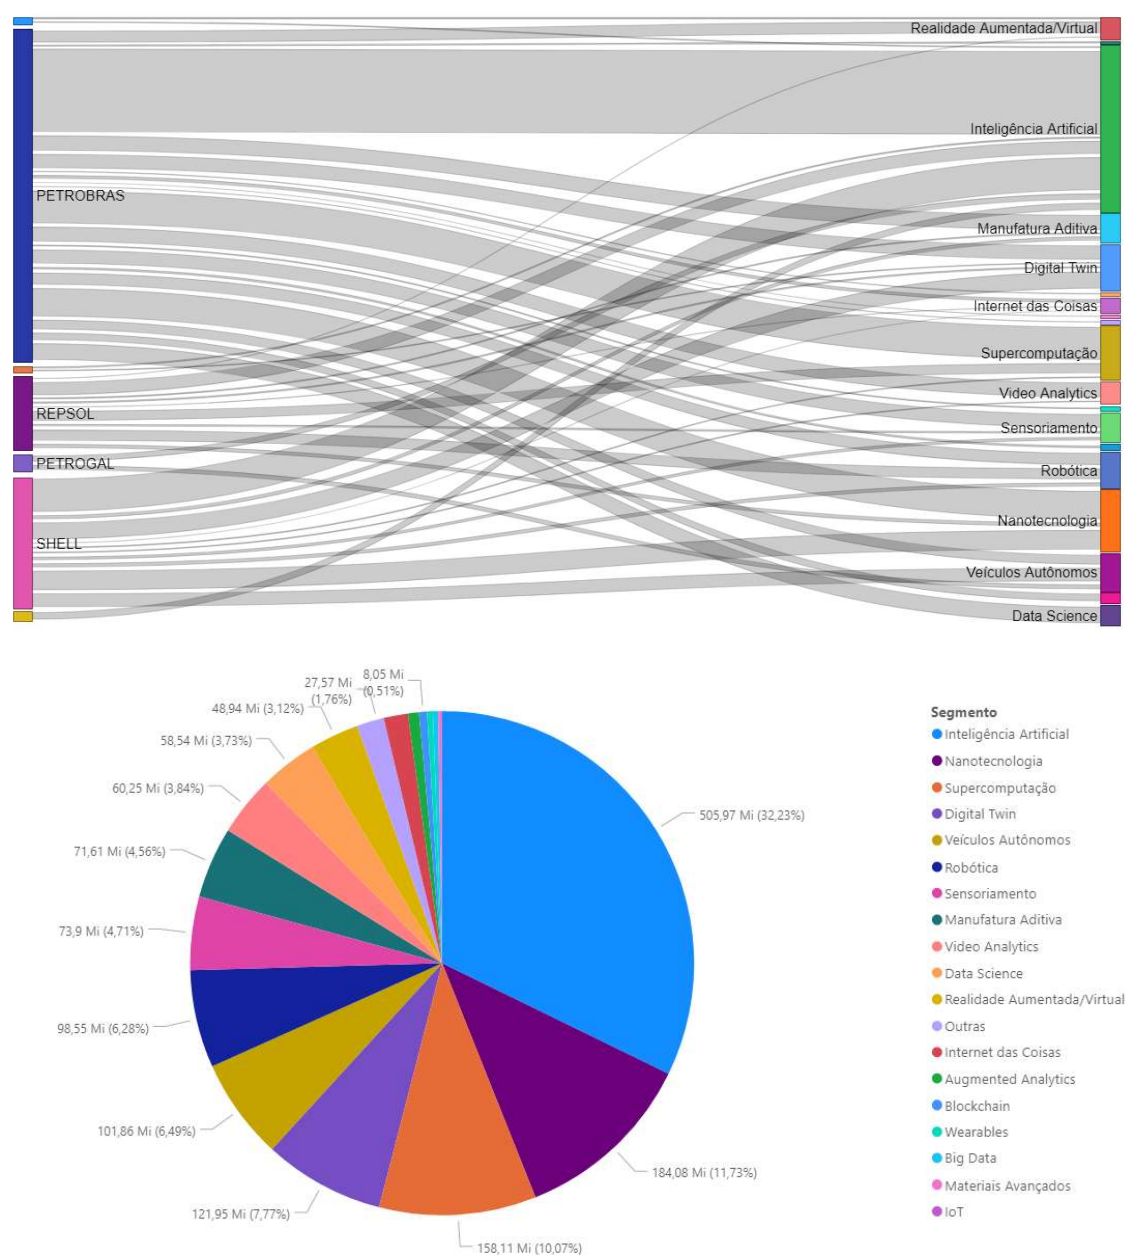 Realidade Aumentada/Virtual
Inteligência Artificial
PETROBRAS
Manufatura Aditiva
Digital Twin
Internet das Coisas
Supercomputação
Video Analytics
REPSOL
Sensoriamento
PETROGAL
Robótica
Nanotecnologia
SHELL
Veículos Autônomos
Data Science
8,05 Mi
(0,51%)
27,57 Mi
(1,76%)
48,94 Mi (3,12%)
58,54 Mi (3,73%)
60,25 Mi (3,84%)
71,61 Mi (4,56%)
73,9 Mi (4,71%)
98,55 Mi (6,28%)
101,86 Mi (6,49%)
121,95 Mi (7,77%)
158,11 Mi (10,07%)
184,08 Mi (11,73%)
505,97 Mi (32,23%)
Segmento
Inteligência Artificial
Nanotecnologia
Supercomputação
Digital Twin
Veículos Autônomos
Robótica
Sensoriamento
Manufatura Aditiva
Video Analytics
Data Science
Realidade Aumentada/Virtual
Outras
Internet das Coisas
Augmented Analytics
Blockchain
Wearables
Big Data
Materiais Avançados
IoT